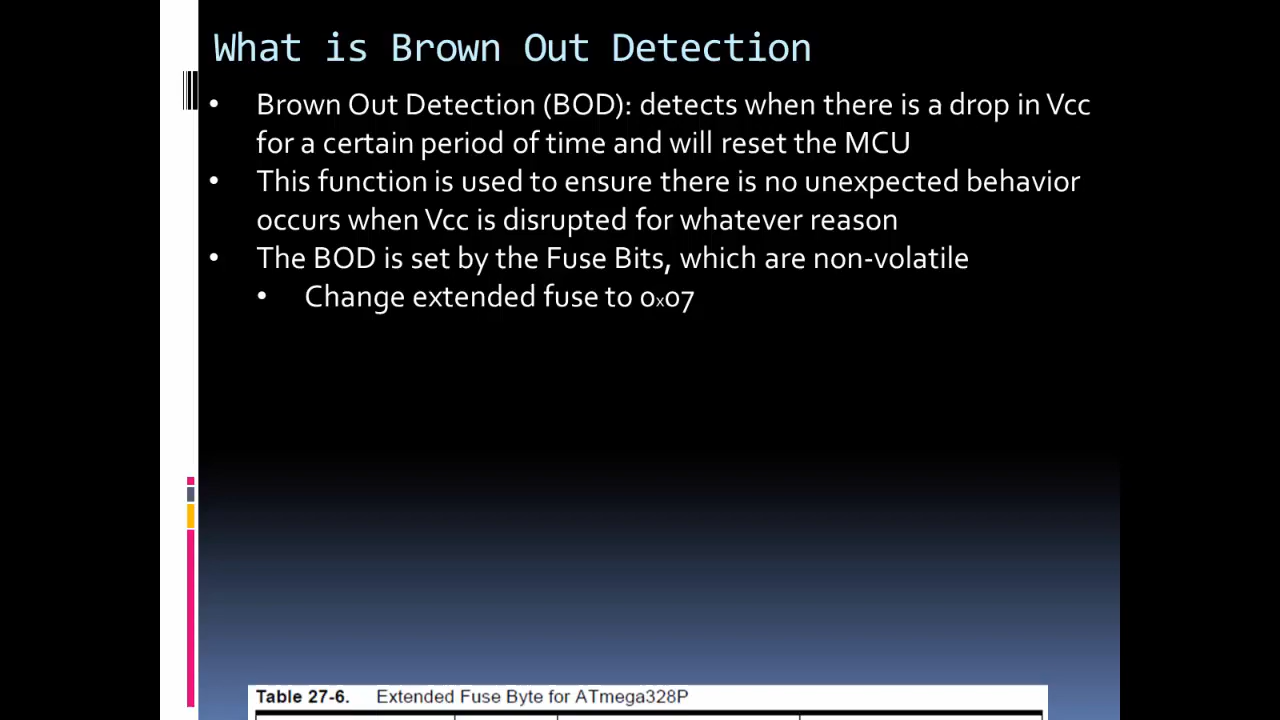 What is Brown Out Detection
• Brown Out Detection (BOD): detects when there is a drop in Vcc
for a certain period of time and will reset the MCU
• This function is used to ensure there is no unexpected behavior
occurs when Vcc is disrupted for whatever reason
• The BOD is set by the Fuse Bits, which are non-volatile
• Change extended fuse to 0x07
Table 27-6. Extended Fuse Byte for ATmega328P